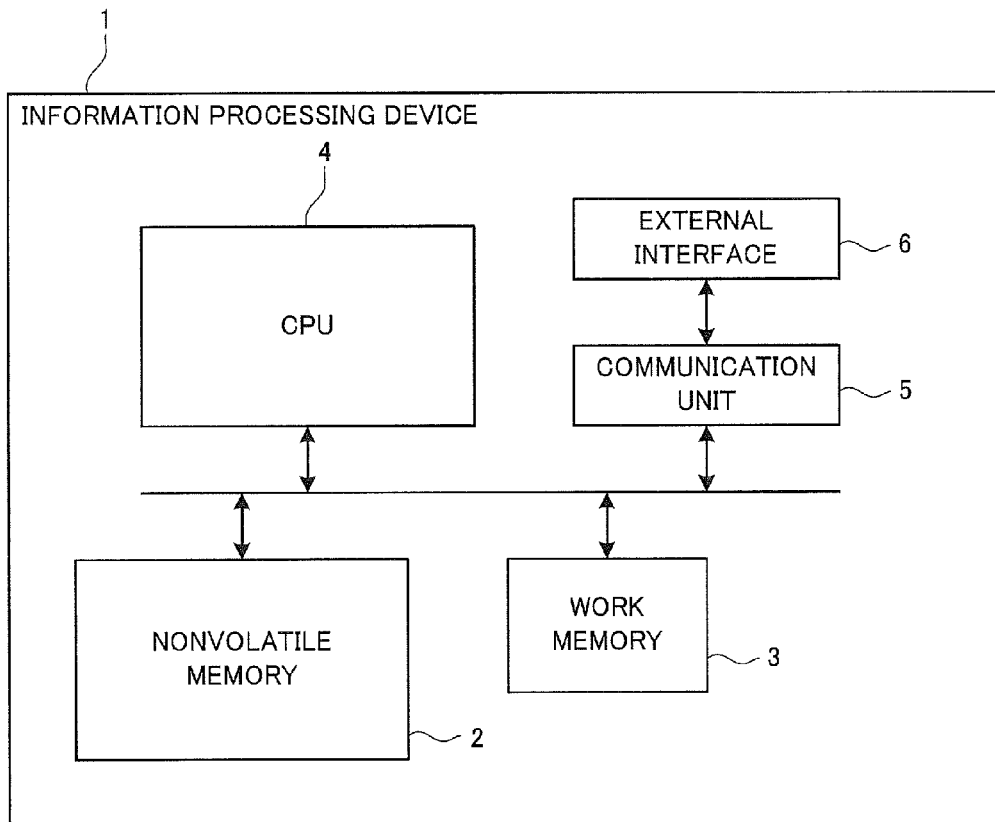 1
INFORMATION PROCESSING DEVICE
4
CPU
EXTERNAL
INTERFACE
6
COMMUNICATION
UNIT
5
NONVOLATILE
MEMORY
2
WORK
MEMORY
3